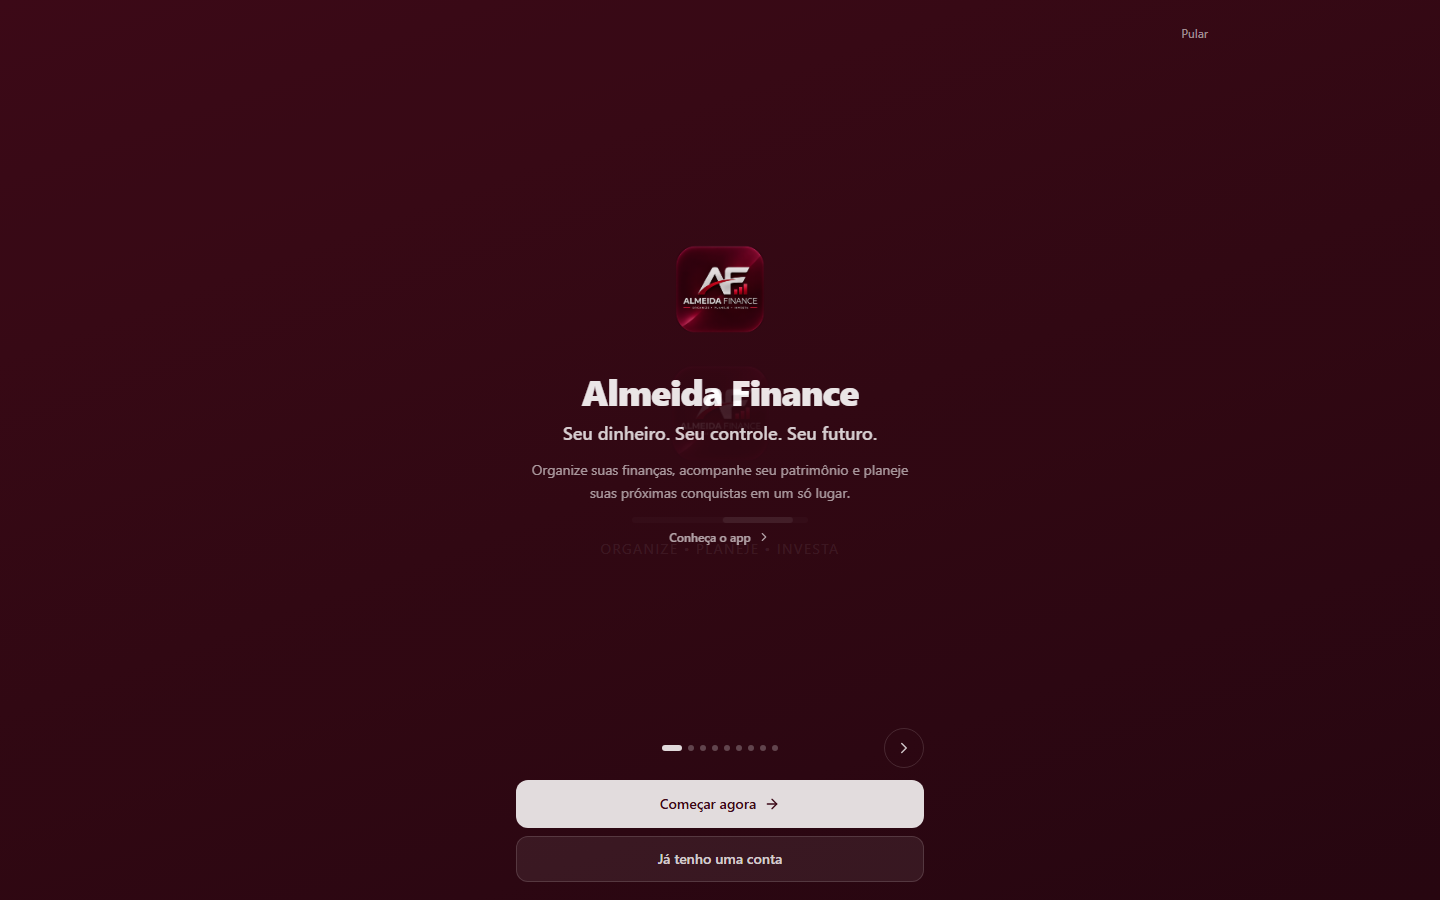 Pular
AF
ALMEIDA FINANCE
Almeida Finance
Seu dinheiro. Seu controle. Seu futuro.
Organize suas finanças, acompanhe seu patrimônio e planeje
suas próximas conquistas em um só lugar.
Conheça o app
ORGANIZE • PLANEJE • INVESTA
Começar agora
Já tenho uma conta